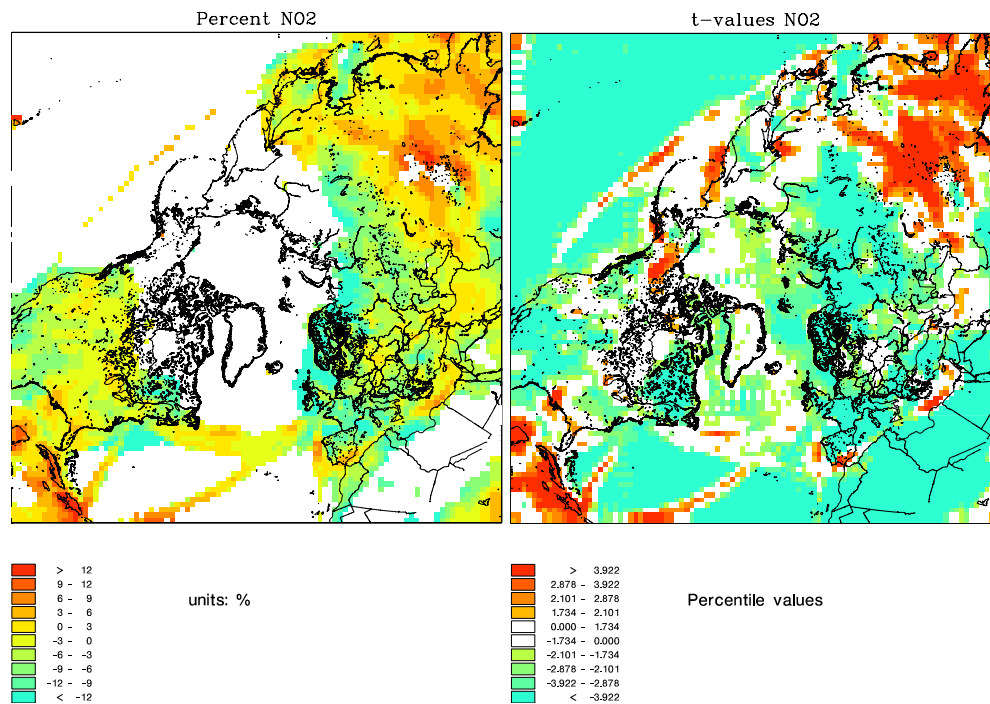 Percent NO2
t-values NO2
> 12
9 - 12
6 - 9
3 - 6
0 - 3
-3 - 0
-6 - -3
-9 - -6
-12 - -9
< -12
units: %
> 3.922
2.878 - 3.922
2.101 - 2.878
1.734 - 2.101
0.000 - 1.734
-1.734 - 0.000
-2.101 - -1.734
-2.878 - -2.101
-3.922 - -2.878
< -3.922
Percentile values